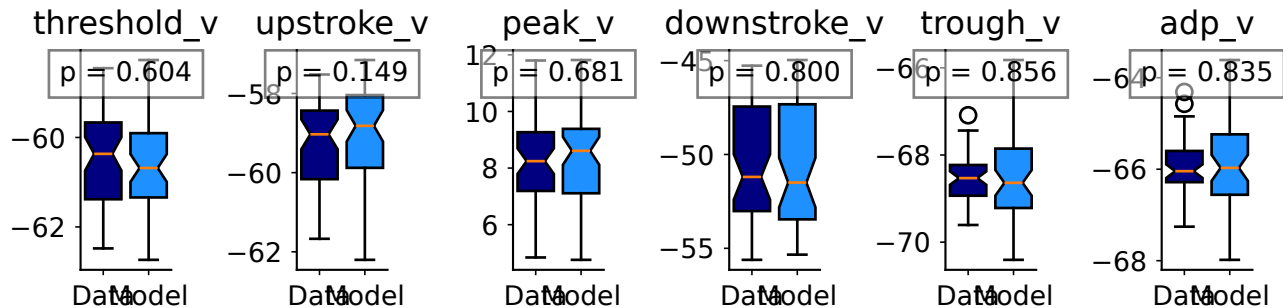 threshold_v
p = 0.604
−60
−62
Data Model
upstroke_v
p = 0.149
−58
−60
−62
Data Model
peak_v
p = 0.681
12
8
6
Data Model
downstroke_v
p = 0.800
−45
−50
−55
Data Model
trough_v
p = 0.856
−66
−68
−70
Data Model
adp_v
p = 0.835
−64
−66
−68
Data Model